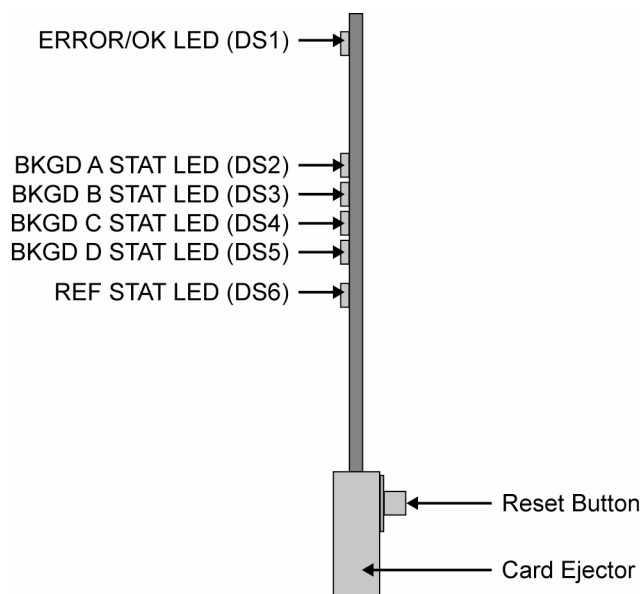 ERROR/OK LED (DS1)
BKGD A STAT LED (DS2)
BKGD B STAT LED (DS3)
BKGD C STAT LED (DS4)
BKGD D STAT LED (DS5)
REF STAT LED (DS6)
Reset Button
Card Ejector